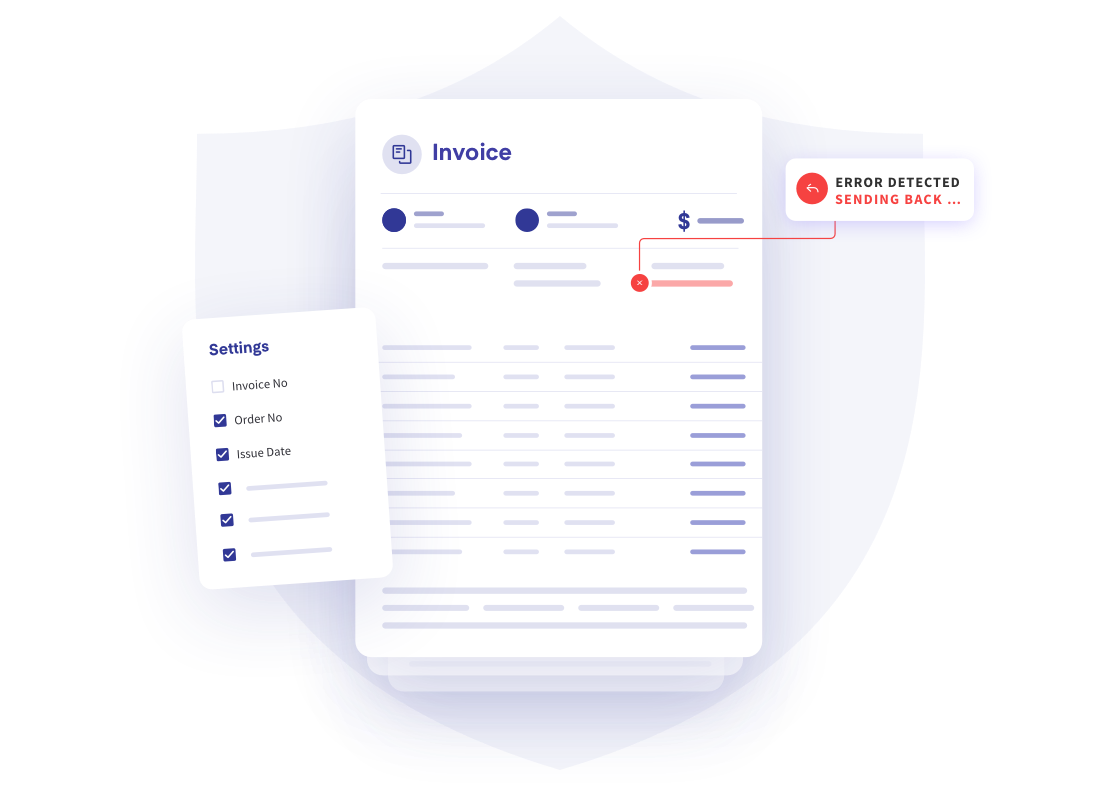 Invoice
$
ERROR DETECTED
SENDING BACK ...
Settings
Invoice No
Order No
Issue Date